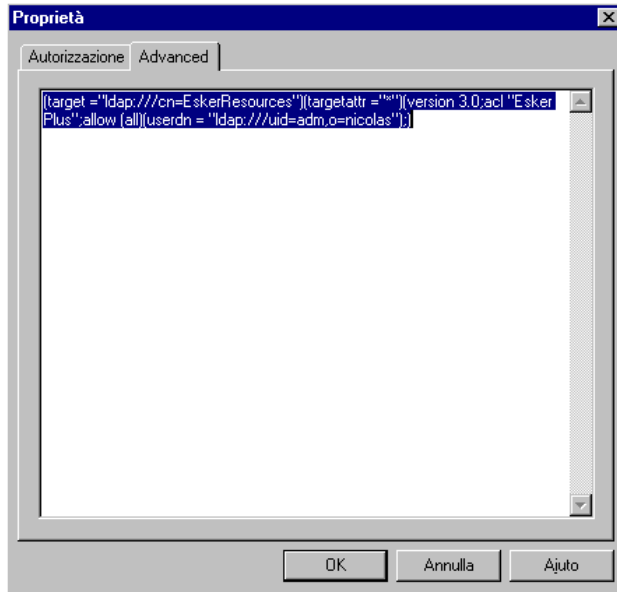 Proprietà
Autorizzazione Advanced
(target ="ldap:///cn=EskerResources")(targetattr ="*")(version 3.0;acl "Esker
Plus";allow (all)(userdn = "ldap:///uid=adm,o=nicolas");)
OK Annulla Aiuto